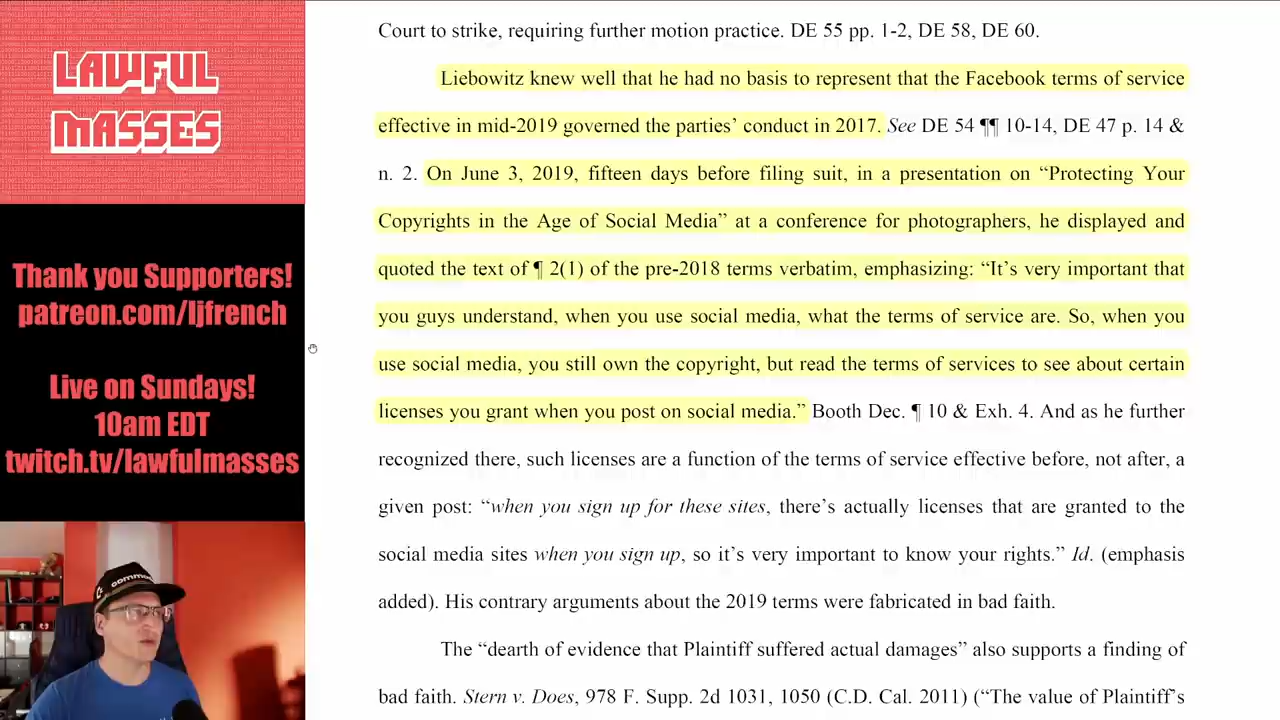 LAWFUL
MASSES
Thank you Supporters!
patreon.com/ljfrench
Live on Sundays!
10am EDT
twitch.tv/lawfulmasses
Court to strike, requiring further motion practice. DE 55 pp. 1-2, DE 58, DE 60.
Liebowitz knew well that he had no basis to represent that the Facebook terms of service
effective in mid-2019 governed the parties’ conduct in 2017. See DE 54 ¶¶ 10-14, DE 47 p. 14 &
n. 2. On June 3, 2019, fifteen days before filing suit, in a presentation on “Protecting Your
Copyrights in the Age of Social Media” at a conference for photographers, he displayed and
quoted the text of ¶ 2(1) of the pre-2018 terms verbatim, emphasizing: “It’s very important that
you guys understand, when you use social media, what the terms of service are. So, when you
use social media, you still own the copyright, but read the terms of services to see about certain
licenses you grant when you post on social media.” Booth Dec. ¶ 10 & Exh. 4. And as he further
recognized there, such licenses are a function of the terms of service effective before, not after, a
given post: “when you sign up for these sites, there’s actually licenses that are granted to the
social media sites when you sign up, so it’s very important to know your rights.” Id. (emphasis
added). His contrary arguments about the 2019 terms were fabricated in bad faith.
The “dearth of evidence that Plaintiff suffered actual damages” also supports a finding of
bad faith. Stern v. Does, 978 F. Supp. 2d 1031, 1050 (C.D. Cal. 2011) (“The value of Plaintiff’s